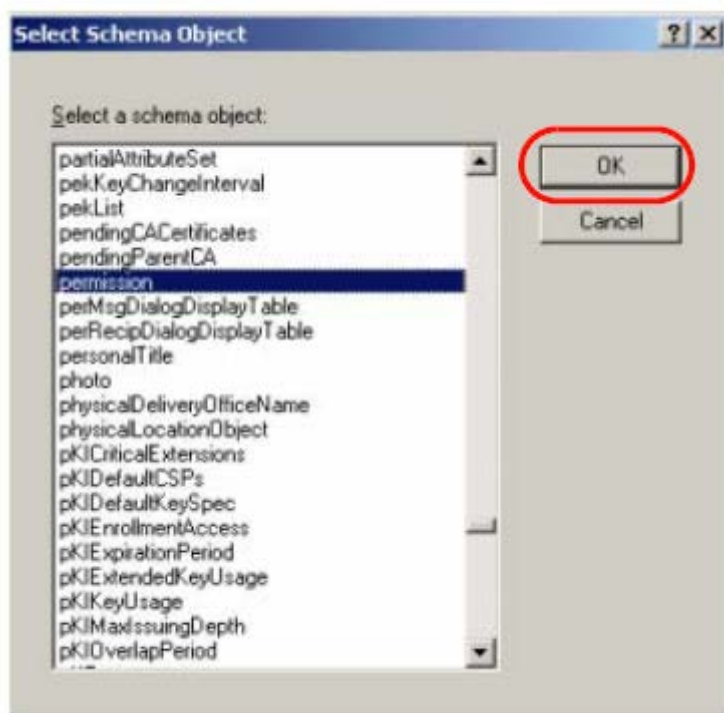 Select Schema Object
Select a schema object:
partialAttributeSet
pekKeyChangeInterval
pekList
pendingCACertificates
pendingParentCA
permission
perMsgDialogDisplayTable
perRecipDialogDisplayTable
personalTitle
photo
physicalDeliveryOfficeName
physicalLocationObject
pKICriticalExtensions
pKIDefaultCSPs
pKIDefaultKeySpec
pKIEnrollmentAccess
pKIExpirationPeriod
pKIExtendedKeyUsage
pKIKeyUsage
pKIMaxIssuingDepth
pKIOverlapPeriod
OK
Cancel